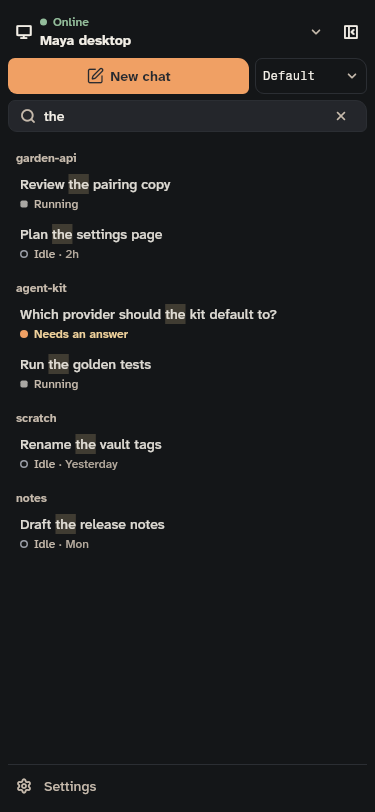 Online
Maya desktop
New chat
Default
the
garden-api
Review the pairing copy
Running
Plan the settings page
Idle · 2h
agent-kit
Which provider should the kit default to?
Needs an answer
Run the golden tests
Running
scratch
Rename the vault tags
Idle · Yesterday
notes
Draft the release notes
Idle · Mon
Settings